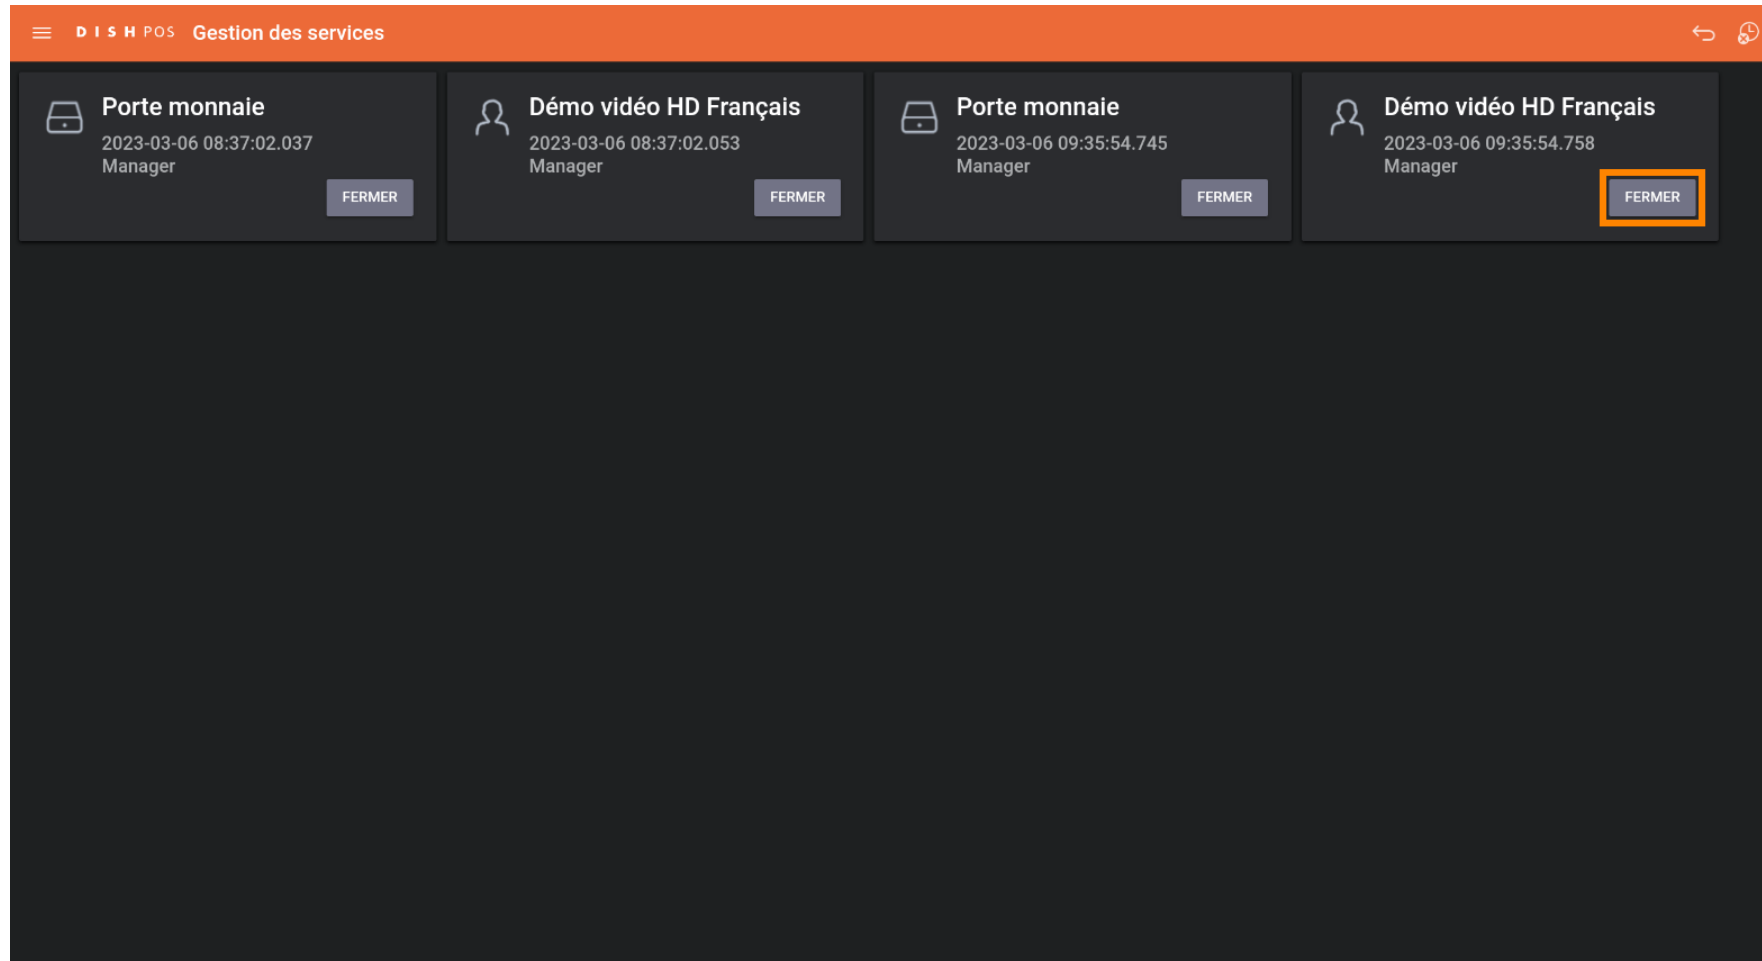 DISH POS Gestion des services
Porte monnaie
2023-03-06 08:37:02.037
Manager
FERMER
Démo vidéo HD Français
2023-03-06 08:37:02.053
Manager
FERMER
Porte monnaie
2023-03-06 09:35:54.745
Manager
FERMER
Démo vidéo HD Français
2023-03-06 09:35:54.758
Manager
FERMER